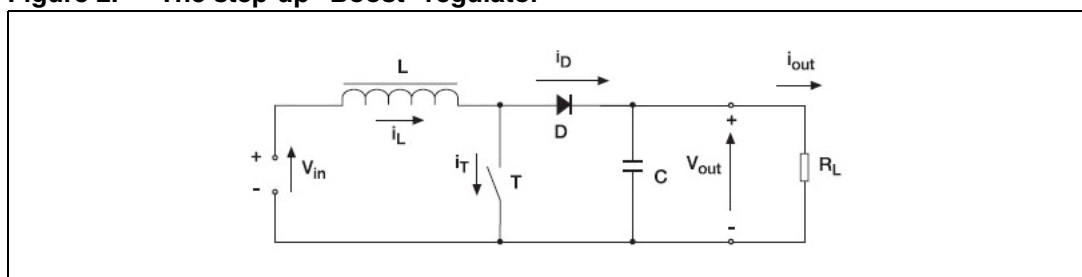 Figure 2. The step-up "Boost" regulator
L
iD
iout
iL
D
+
-
Vin
iT
T
C
+
Vout
-
RL